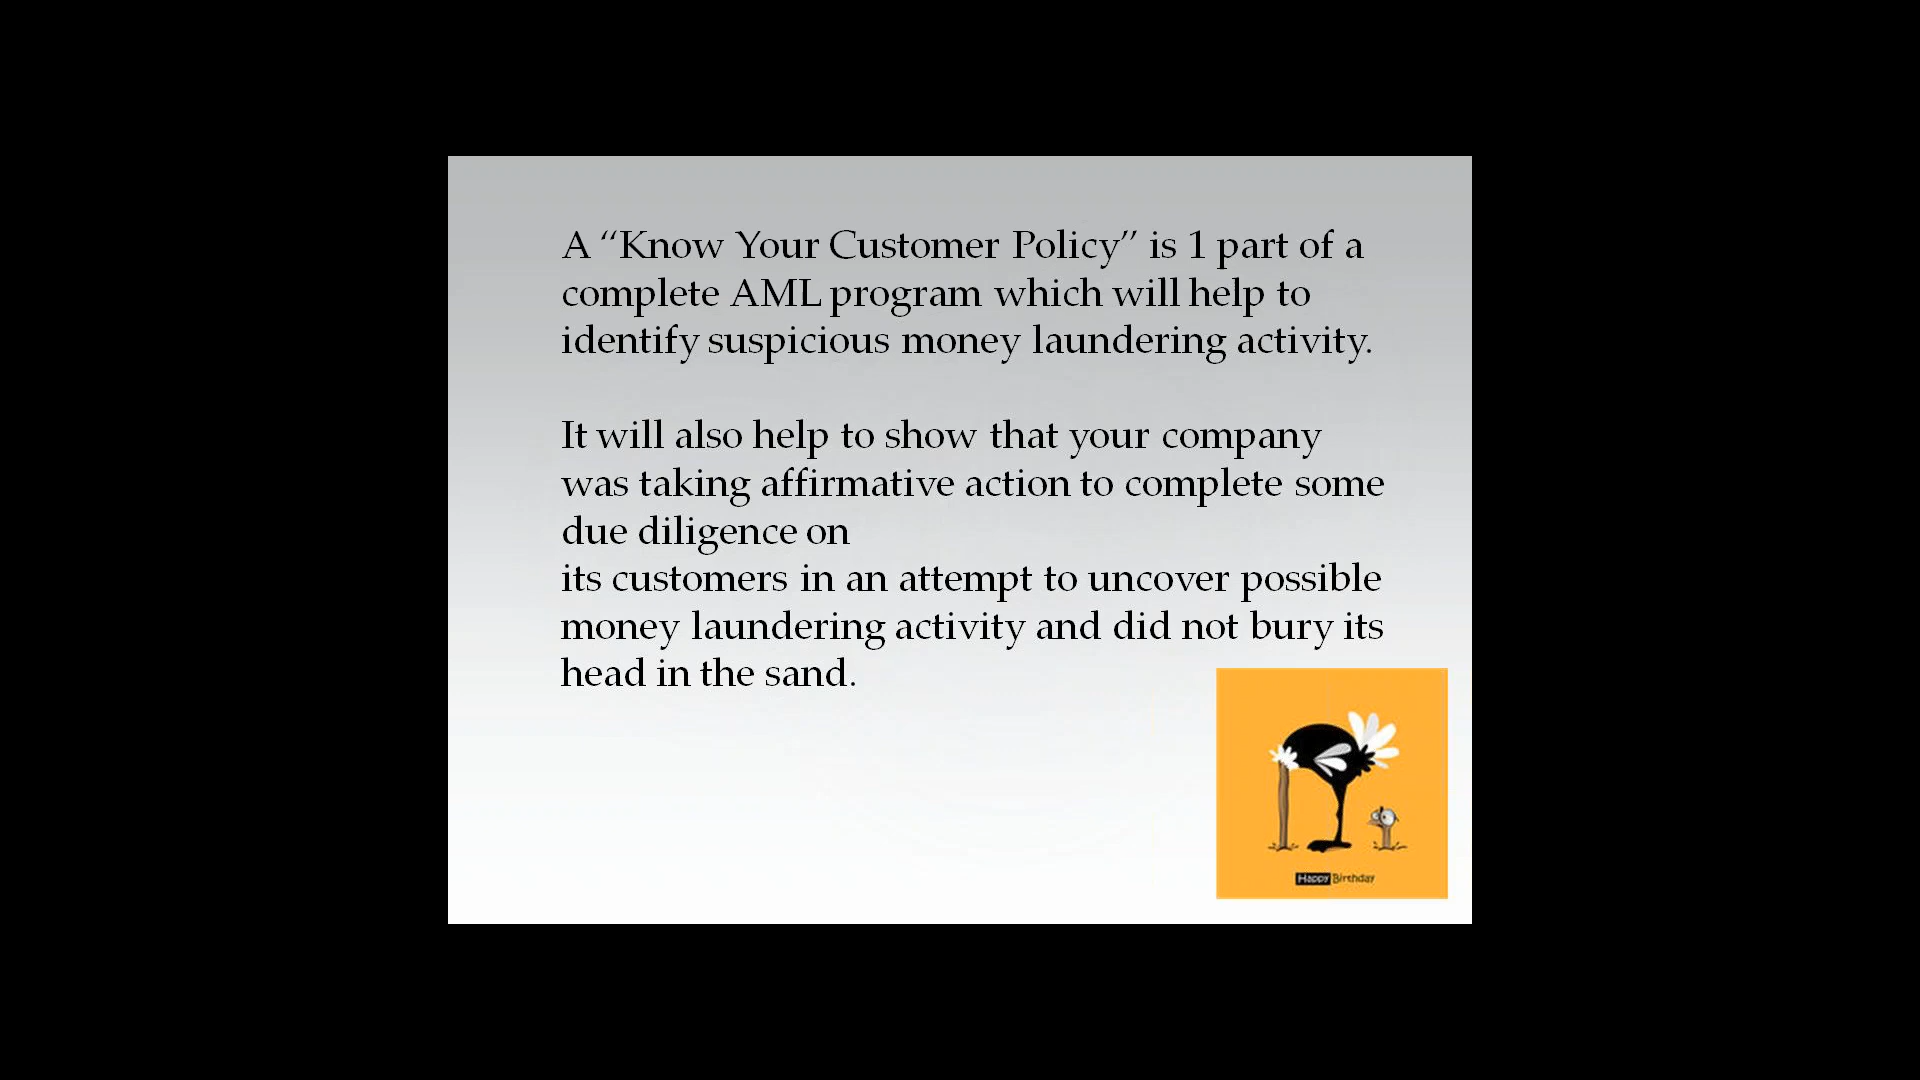 A “Know Your Customer Policy” is 1 part of a
complete AML program which will help to
identify suspicious money laundering activity.
It will also help to show that your company
was taking affirmative action to complete some
due diligence on
its customers in an attempt to uncover possible
money laundering activity and did not bury its
head in the sand.
Happy Birthday